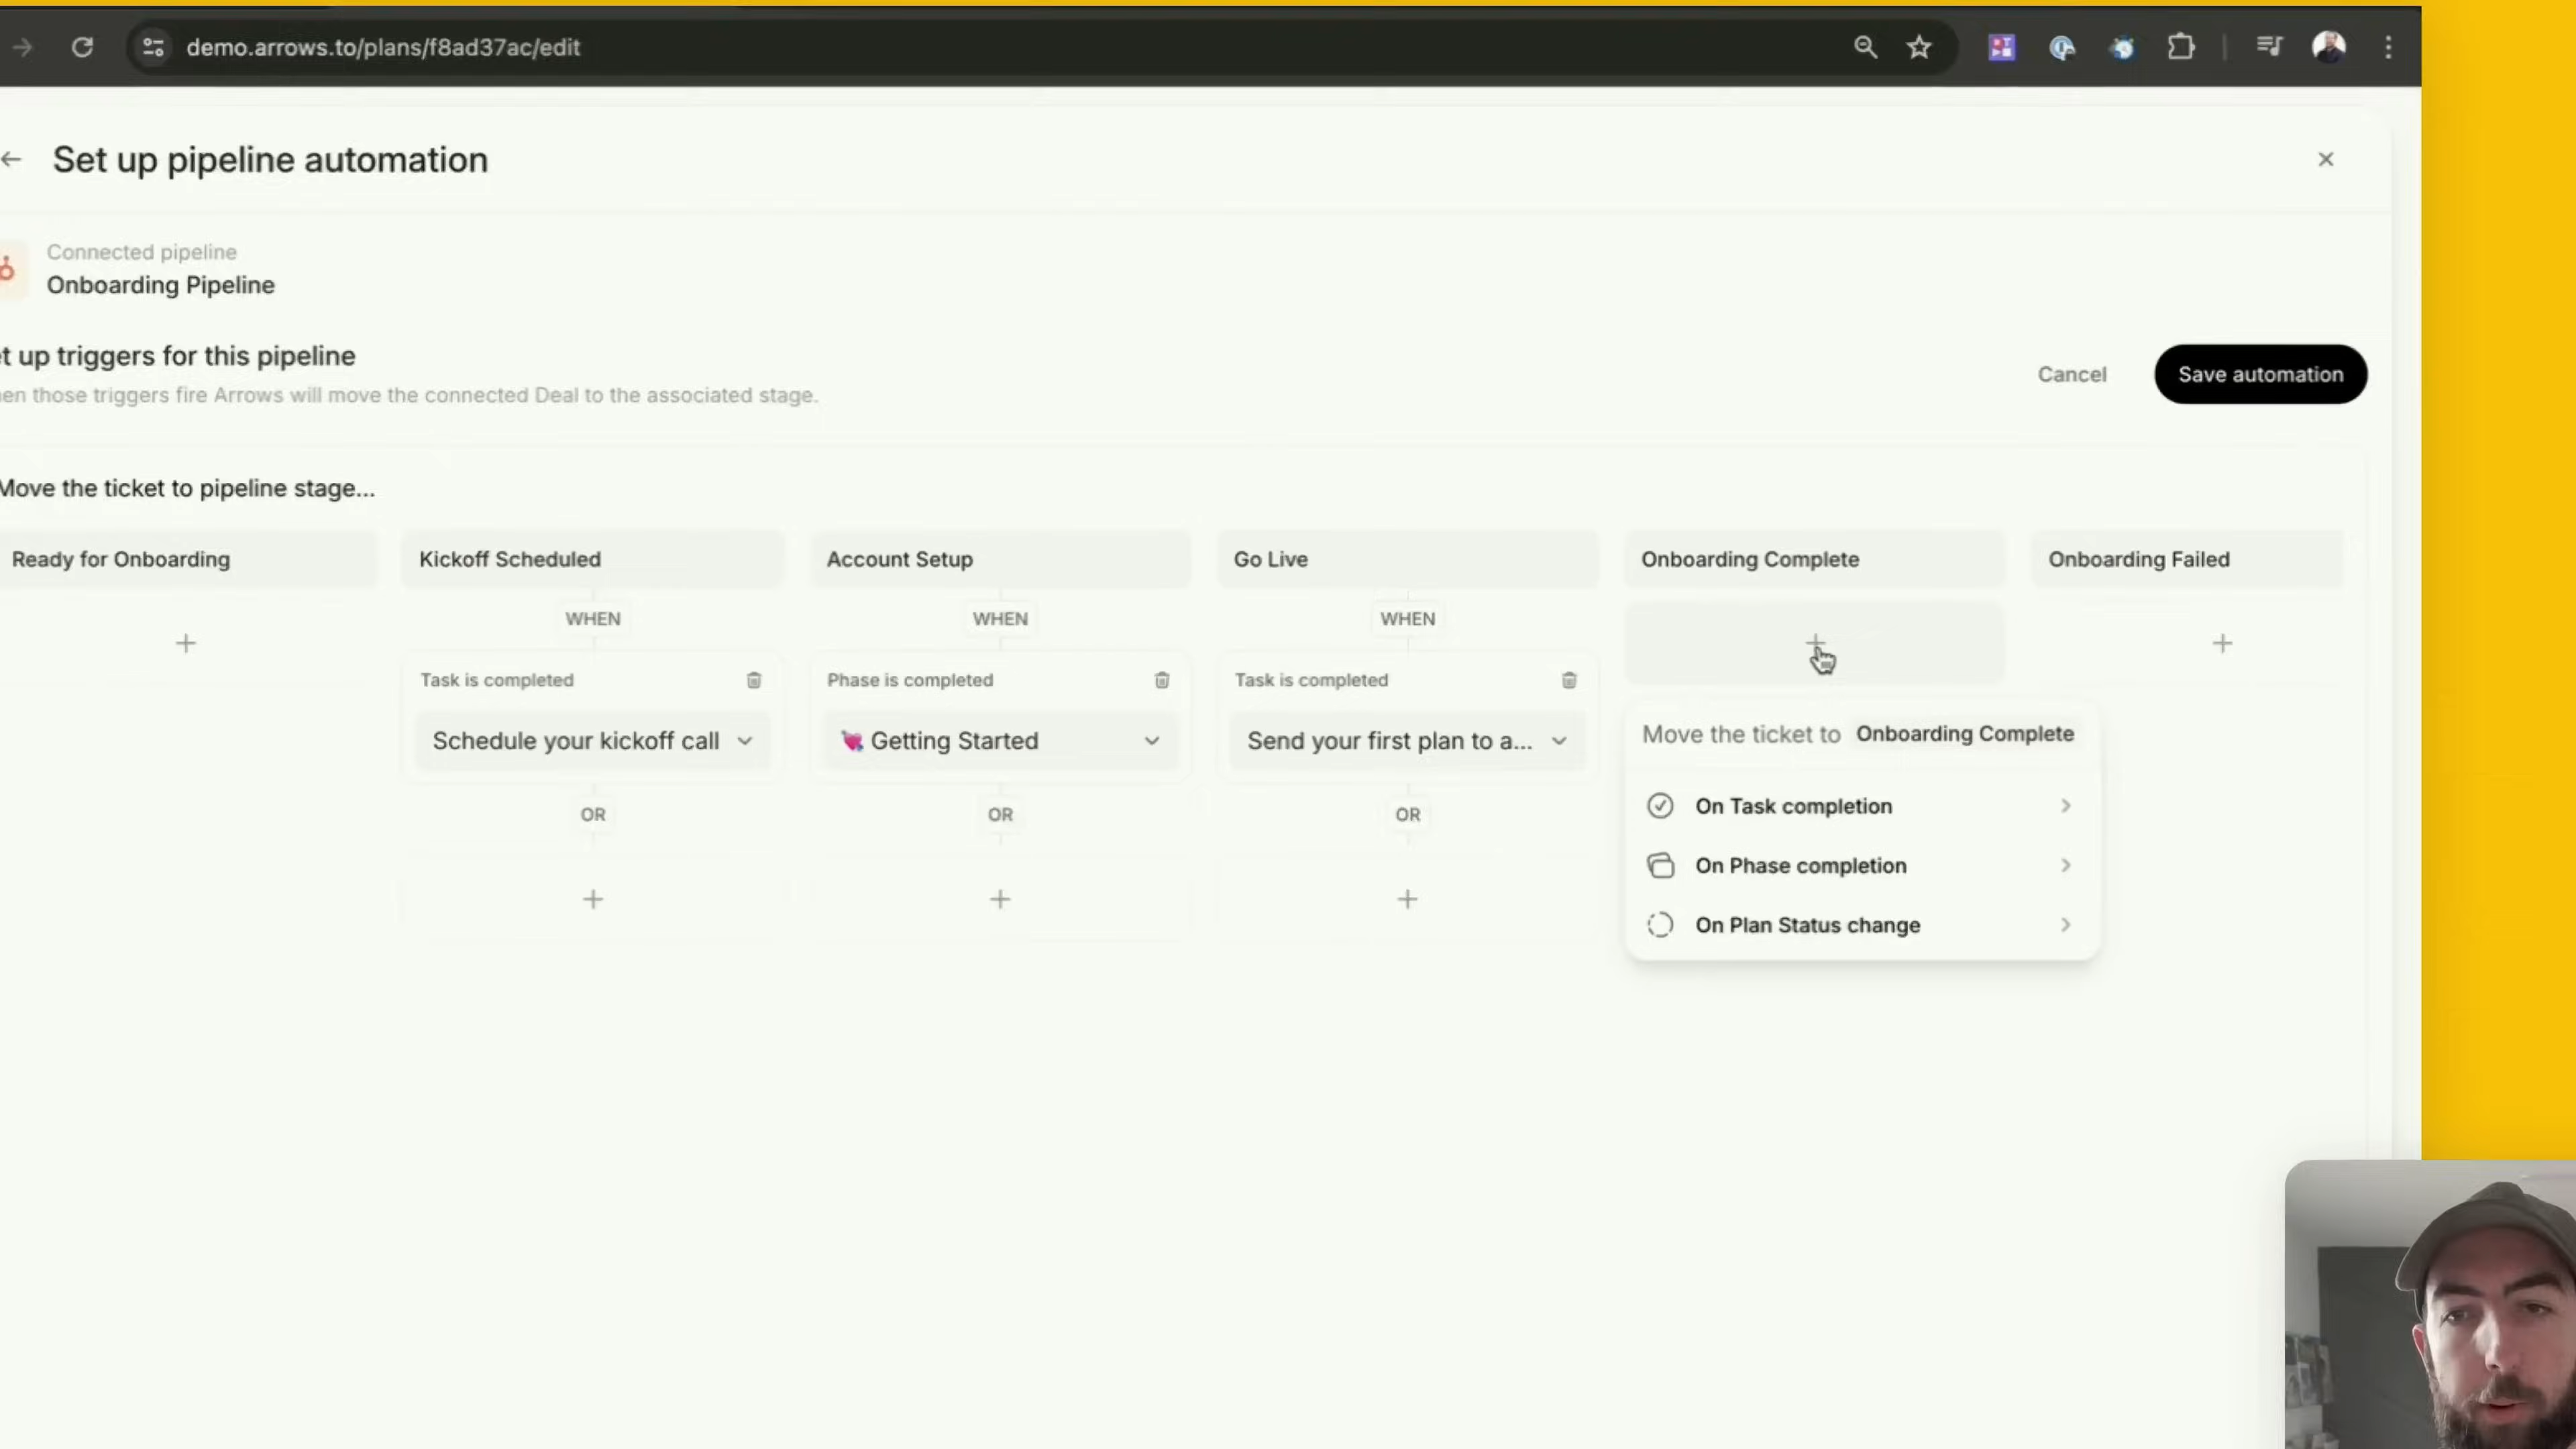 demo.arrows.to/plans/f8ad37ac/edit
Set up pipeline automation
Connected pipeline
Onboarding Pipeline
up triggers for this pipeline
those triggers fire Arrows will move the connected Deal to the associated stage.
Cancel
Save automation
Move the ticket to pipeline stage...
Ready for Onboarding
Kickoff Scheduled
Account Setup
Go Live
Onboarding Complete
Onboarding Failed
WHEN
WHEN
WHEN
Task is completed
Phase is completed
Task is completed
Schedule your kickoff call
💘 Getting Started
Send your first plan to a...
OR
OR
OR
Move the ticket to Onboarding Complete
On Task completion
On Phase completion
On Plan Status change